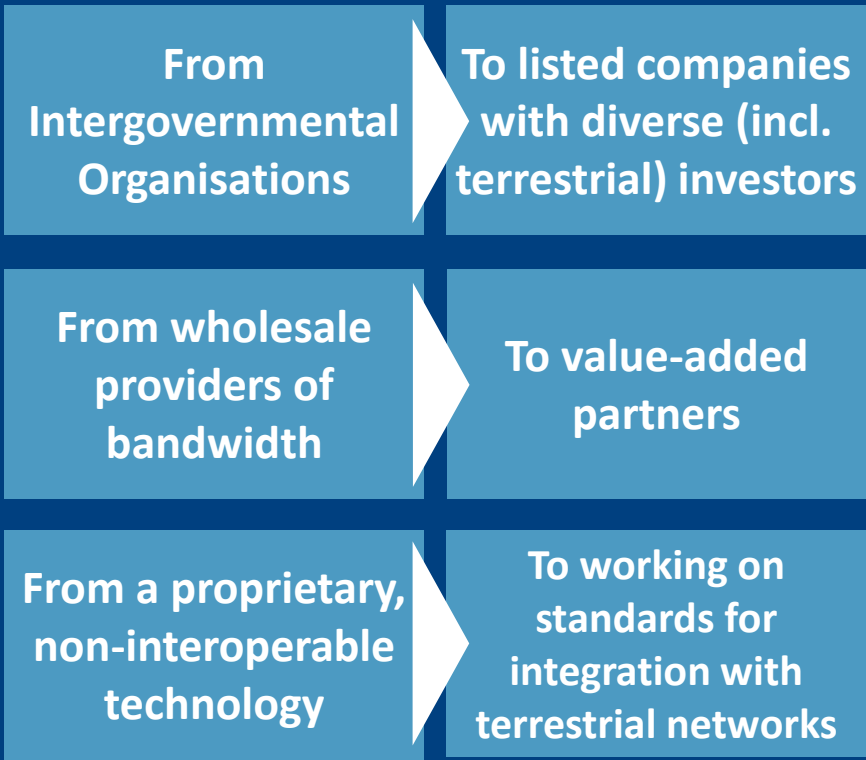 From
Intergovernmental
Organisations
To listed companies
with diverse (incl.
terrestrial) investors
From wholesale
providers of
bandwidth
To value-added
partners
From a proprietary,
non-interoperable
technology
To working on
standards for
integration with
terrestrial networks